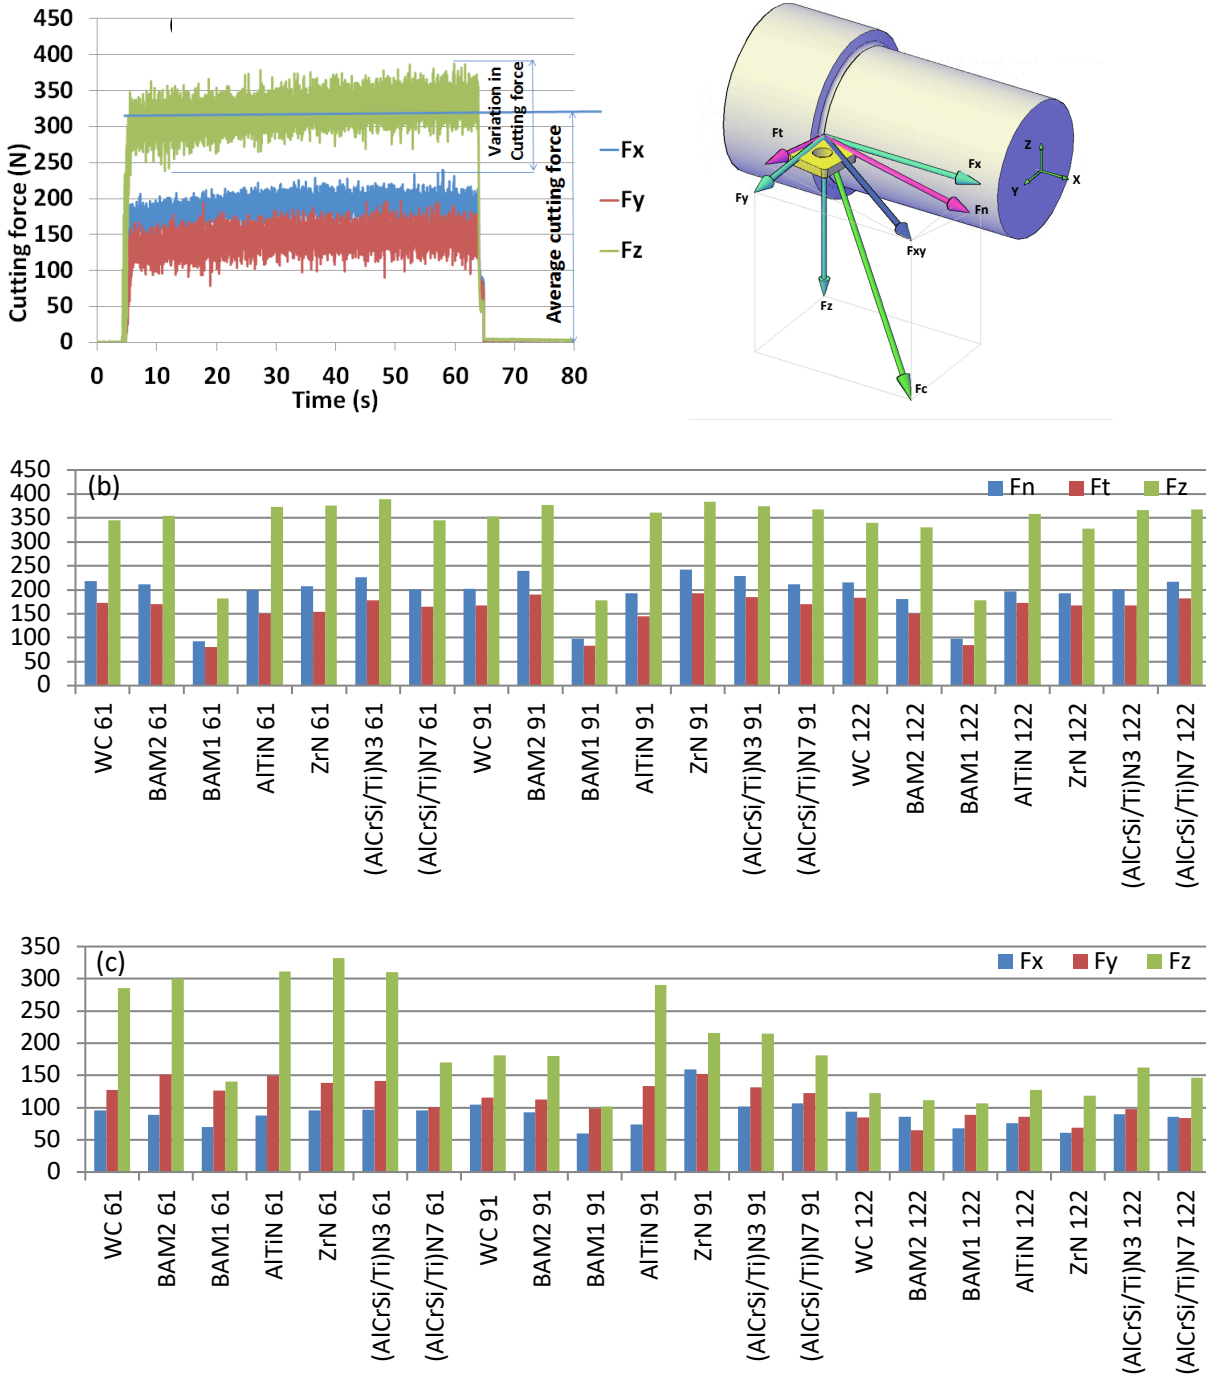 450
400
350
300
250
200
150
100
50
0
Cutting force (N)
0 10 20 30 40 50 60 70 80
Time (s)
Variation in
Cutting force
Average cutting force
Fx
Fy
Fz
Ft
Fy
Fx
Fn
Fxy
Fz
Fc
Z
Y
X
(b)
Fn Ft Fz
450
400
350
300
250
200
150
100
50
0
WC 61
BAM2 61
BAM1 61
AlTiN 61
ZrN 61
(AlCrSi/Ti)N3 61
(AlCrSi/Ti)N7 61
WC 91
BAM2 91
BAM1 91
AlTiN 91
ZrN 91
(AlCrSi/Ti)N3 91
(AlCrSi/Ti)N7 91
WC 122
BAM2 122
BAM1 122
AlTiN 122
ZrN 122
(AlCrSi/Ti)N3 122
(AlCrSi/Ti)N7 122
(c)
Fx Fy Fz
350
300
250
200
150
100
50
0
WC 61
BAM2 61
BAM1 61
AlTiN 61
ZrN 61
(AlCrSi/Ti)N3 61
(AlCrSi/Ti)N7 61
WC 91
BAM2 91
BAM1 91
AlTiN 91
ZrN 91
(AlCrSi/Ti)N3 91
(AlCrSi/Ti)N7 91
WC 122
BAM2 122
BAM1 122
AlTiN 122
ZrN 122
(AlCrSi/Ti)N3 122
(AlCrSi/Ti)N7 122